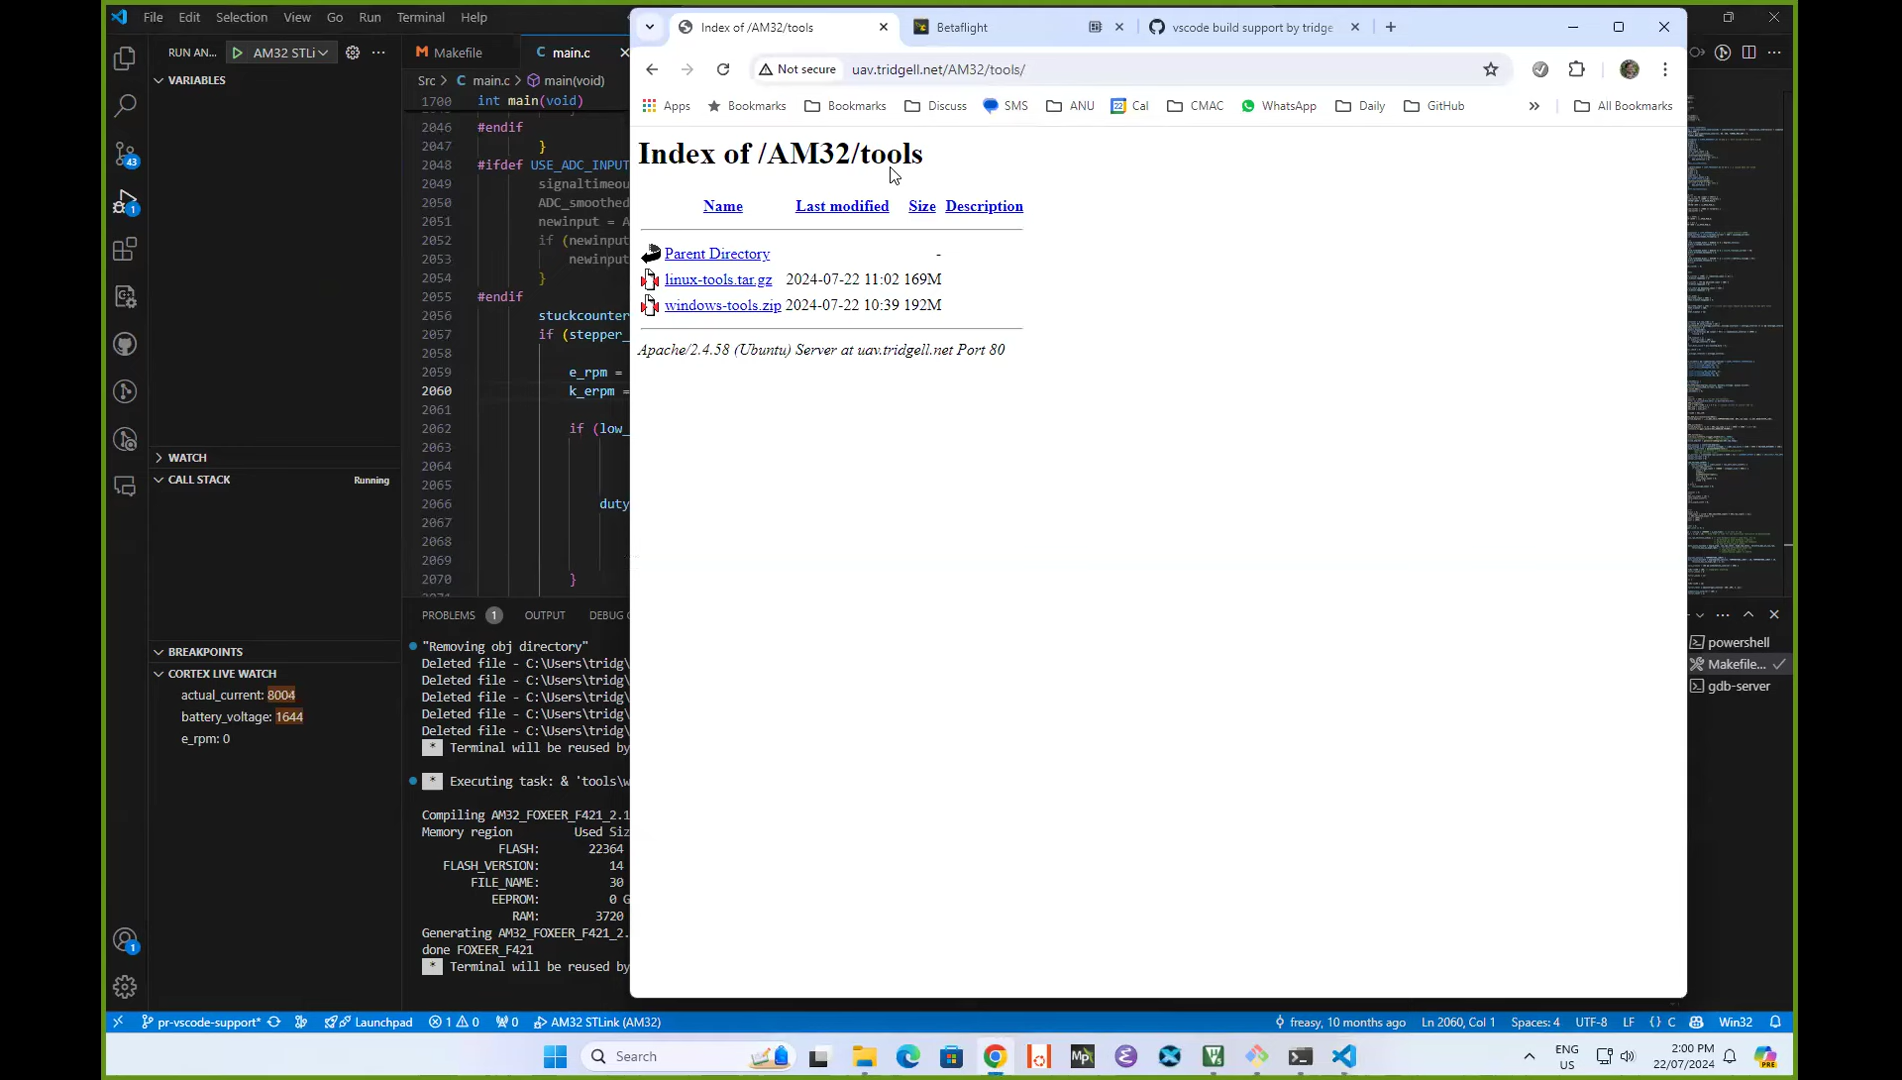 File Edit Selection View Go Run Terminal Help
RUN AN... AM32 STLi
VARIABLES
WATCH
CALL STACK Running
BREAKPOINTS
CORTEX LIVE WATCH
actual_current: 8004
battery_voltage: 1644
e_rpm: 0
43
1
1
Makefile main.c
Src > main.c > main(void)
1700 int main(void)
2046 #endif
2047 }
2048 #ifdef USE_ADC_INPUT
2049 signaltimeou
2050 ADC_smoothed
2051 newinput = A
2052 if (newinput
2053 newinput
2054 }
2055 #endif
2056 stuckcounter
2057 if (stepper_
2058
2059 e_rpm =
2060 k_erpm =
2061
2062 if (low_
2063
2064
2065
2066 duty
2067
2068
2069
2070 }
PROBLEMS 1 OUTPUT DEBUG C
"Removing obj directory"
Deleted file - C:\Users\tridg\
Deleted file - C:\Users\tridg\
Deleted file - C:\Users\tridg\
Deleted file - C:\Users\tridg\
Deleted file - C:\Users\tridg\
* Terminal will be reused by
* Executing task: & 'tools\w
Compiling AM32_FOXEER_F421_2.1
Memory region Used Siz
FLASH: 22364
FLASH_VERSION: 14
FILE_NAME: 30
EEPROM: 0 G
RAM: 3720
Generating AM32_FOXEER_F421_2.
done FOXEER_F421
* Terminal will be reused by
Index of /AM32/tools
Betaflight
vscode build support by tridge
Not secure uav.tridgell.net/AM32/tools/
Apps Bookmarks Bookmarks Discuss SMS ANU Cal CMAC WhatsApp Daily GitHub » All Bookmarks
Index of /AM32/tools
Name Last modified Size Description
Parent Directory -
linux-tools.tar.gz 2024-07-22 11:02 169M
windows-tools.zip 2024-07-22 10:39 192M
Apache/2.4.58 (Ubuntu) Server at uav.tridgell.net Port 80
powershell
Makefile...
gdb-server
pr-vscode-support* Launchpad 1 0 0 AM32 STLink (AM32) freasy, 10 months ago Ln 2060, Col 1 Spaces: 4 UTF-8 LF { } C Win32
Search
ENG
US
2:00 PM
22/07/2024